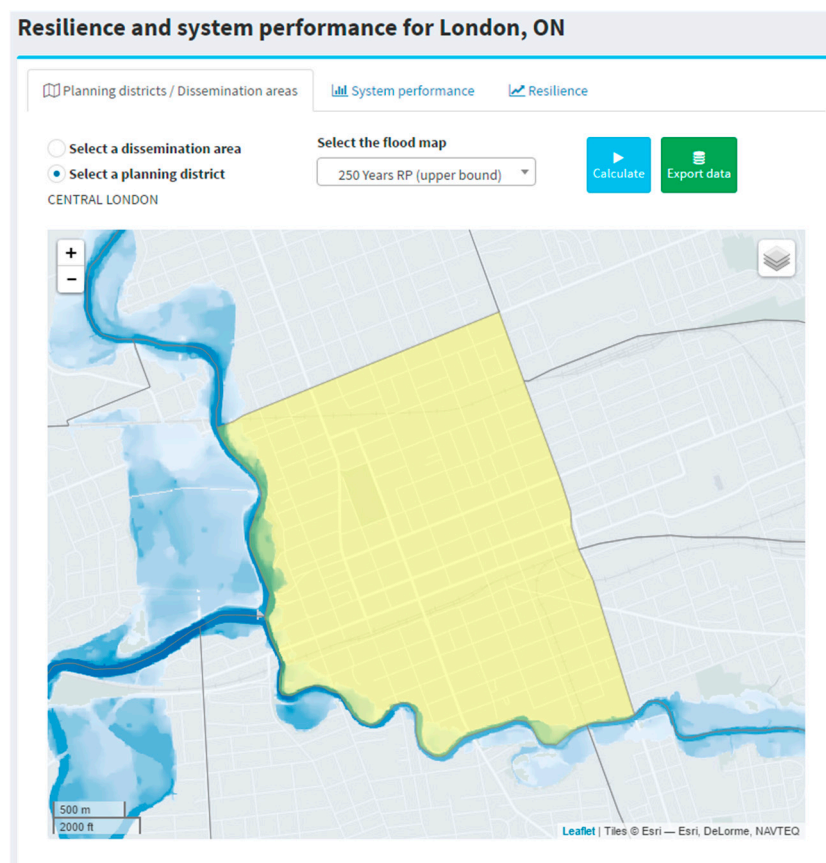 Resilience and system performance for London, ON
Planning districts / Dissemination areas
System performance
Resilience
Select a dissemination area
Select a planning district
CENTRAL LONDON
Select the flood map
250 Years RP (upper bound)
Calculate
Export data
+
−
500 m
2000 ft
Leaflet | Tiles © Esri — Esri, DeLorme, NAVTEQ